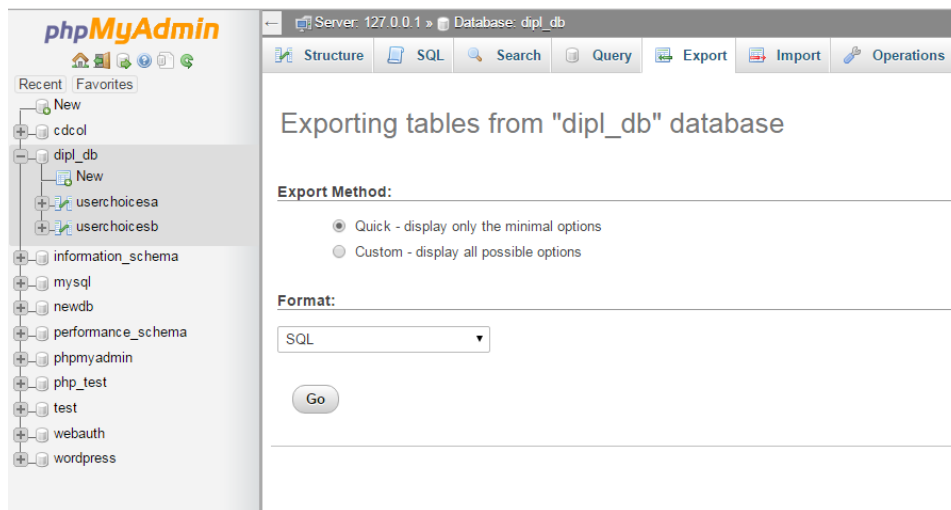 phpMyAdmin
Recent Favorites
New
cdcol
dipl_db
New
userchoicesa
userchoicesb
information_schema
mysql
newdb
performance_schema
phpmyadmin
php_test
test
webauth
wordpress
← Server: 127.0.0.1 » Database: dipl_db
Structure SQL Search Query Export Import Operations
Exporting tables from "dipl_db" database
Export Method:
Quick - display only the minimal options
Custom - display all possible options
Format:
SQL
Go